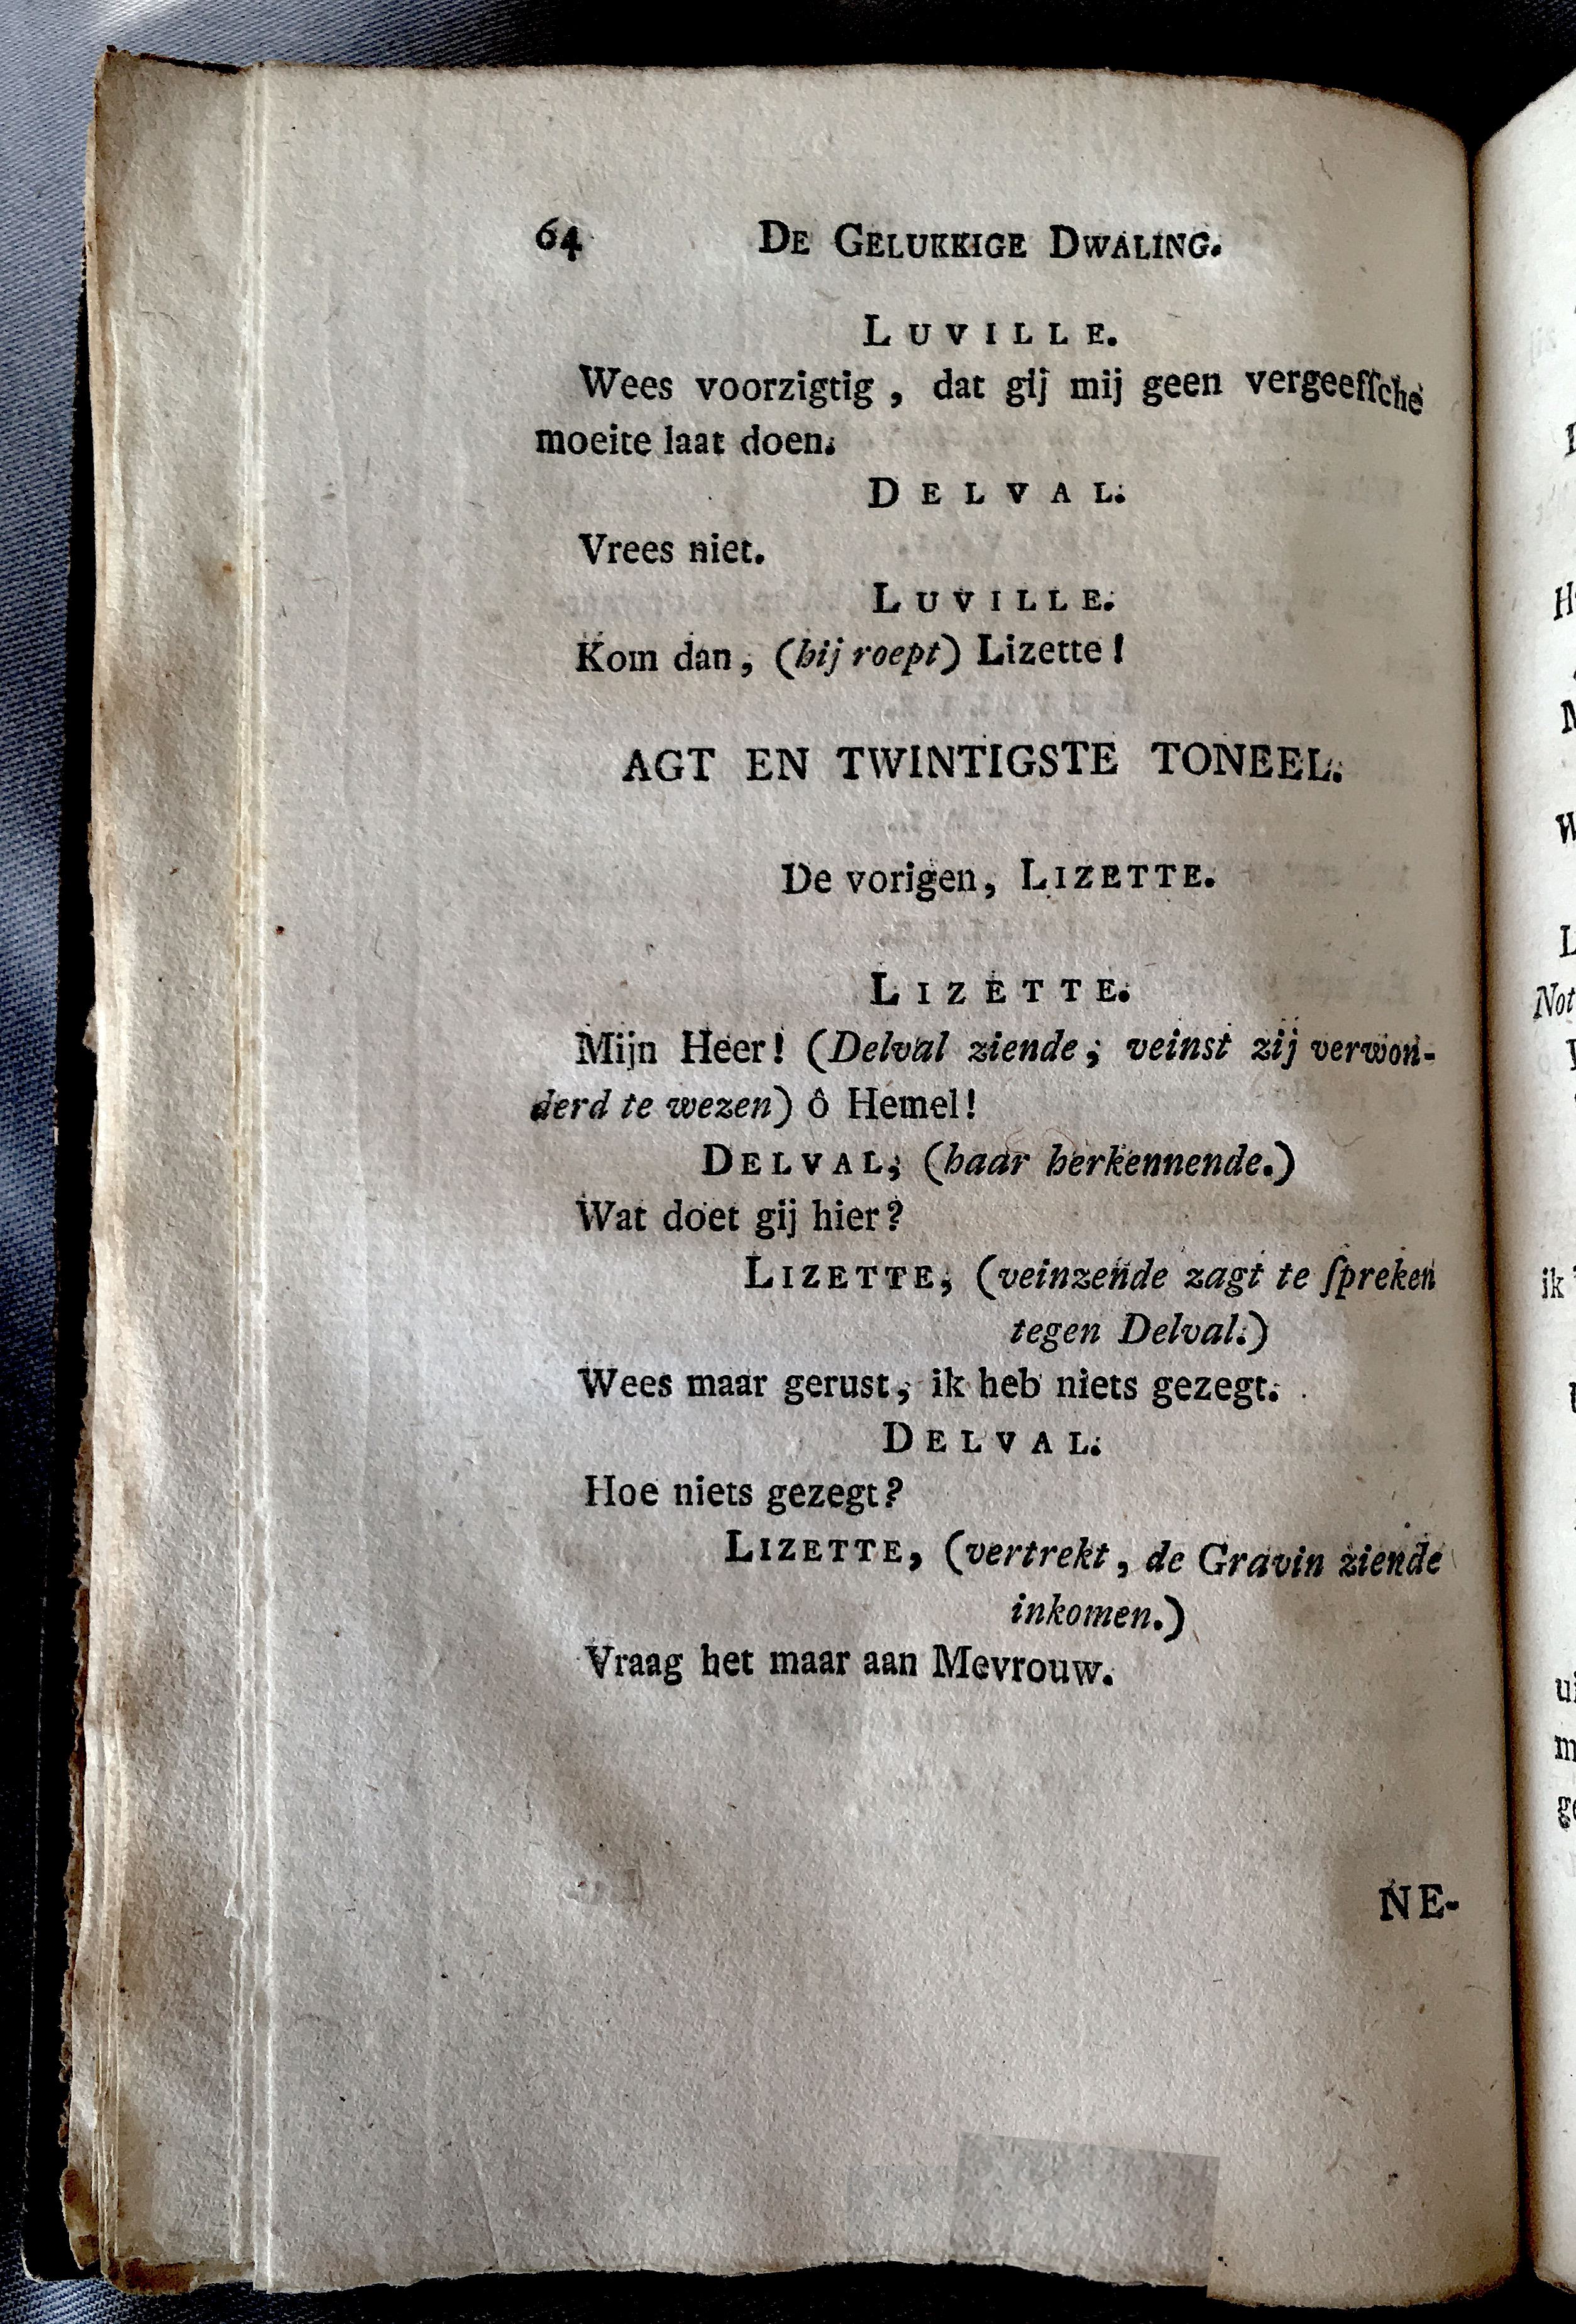 64 DE GELUKKIGE DWALING.
LUVILLE.
Wees voorzigtig, dat gij mij geen vergeefſche
moeite laat doen.
DELVAL.
Vrees niet.
LUVILLE.
Kom dan, (hij roept) Lizette!
AGT EN TWINTIGSTE TONEEL.
De vorigen, LIZETTE.
LIZETTE.
Mijn Heer! (Delval ziende, veinst zij verwon-
derd te wezen) ô Hemel!
DELVAL, (haar herkennende.)
Wat doet gij hier?
LIZETTE, (veinzende zagt te ſpreken
tegen Delval.)
Wees maar gerust, ik heb niets gezegt.
DELVAL.
Hoe niets gezegt?
LIZETTE, (vertrekt, de Gravin ziende
inkomen.)
Vraag het maar aan Mevrouw.
NE-
Not
ik